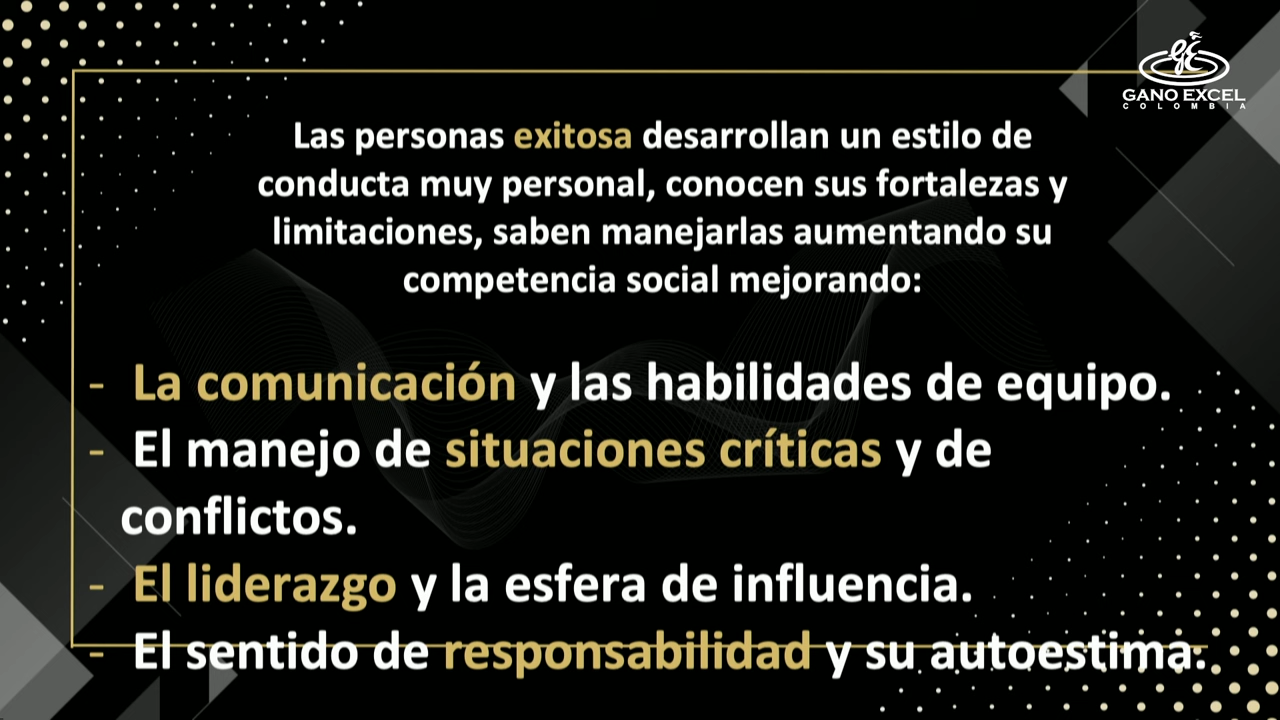 GANO EXCEL
COLOMBIA
Las personas exitosa desarrollan un estilo de
conducta muy personal, conocen sus fortalezas y
limitaciones, saben manejarlas aumentando su
competencia social mejorando:
- La comunicación y las habilidades de equipo.
- El manejo de situaciones críticas y de
conflictos.
- El liderazgo y la esfera de influencia.
- El sentido de responsabilidad y su autoestima.